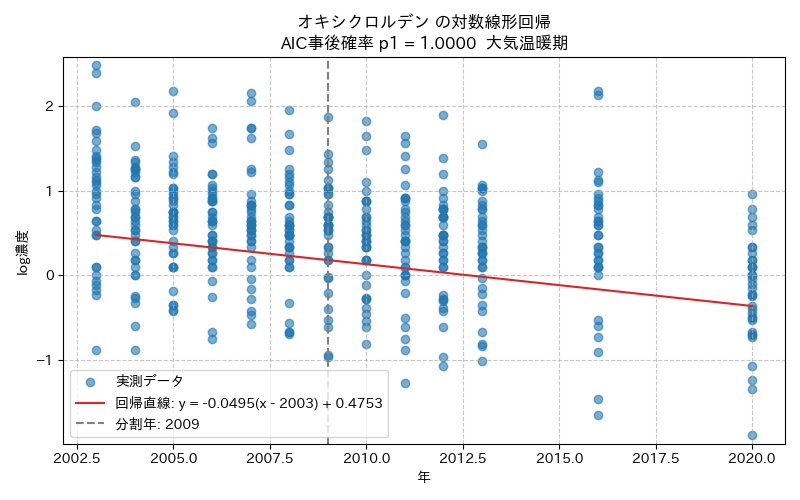 オキシクロルデン の対数線形回帰
AIC事後確率 p1 = 1.0000  大気温暖期
log濃度
2
1
0
−1
実測データ
回帰直線: y = -0.0495(x - 2003) + 0.4753
分割年: 2009
2002.5 2005.0 2007.5 2010.0 2012.5 2015.0 2017.5 2020.0
年